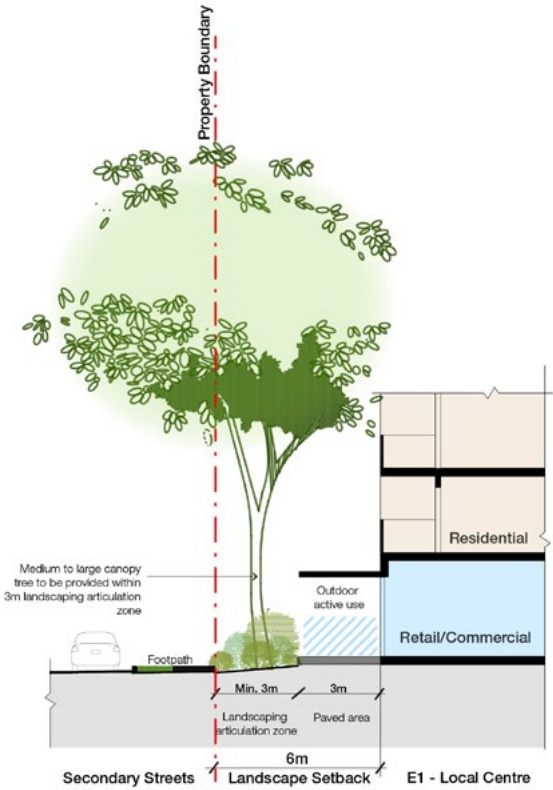 Property Boundary
Residential
Medium to large canopy
tree to be provided within
3m landscaping articulation
zone
Outdoor
active use
Retail/Commercial
Footpath
Min. 3m
3m
Landscaping
articulation zone
Paved area
6m
Secondary Streets
Landscape Setback
E1 - Local Centre